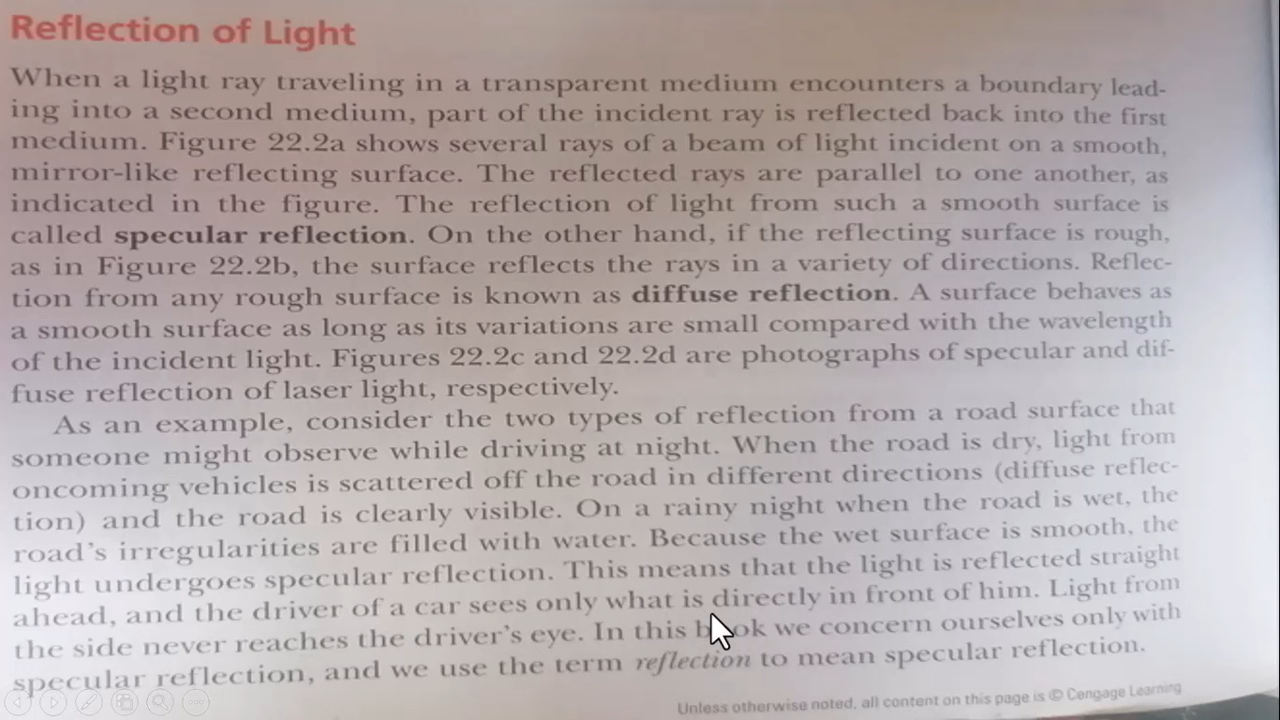 Reflection of Light
When a light ray traveling in a transparent medium encounters a boundary lead-
ing into a second medium, part of the incident ray is reflected back into the first
medium. Figure 22.2a shows several rays of a beam of light incident on a smooth,
mirror-like reflecting surface. The reflected rays are parallel to one another, as
indicated in the figure. The reflection of light from such a smooth surface is
called specular reflection. On the other hand, if the reflecting surface is rough,
as in Figure 22.2b, the surface reflects the rays in a variety of directions. Reflec-
tion from any rough surface is known as diffuse reflection. A surface behaves as
a smooth surface as long as its variations are small compared with the wavelength
of the incident light. Figures 22.2c and 22.2d are photographs of specular and dif-
fuse reflection of laser light, respectively.
As an example, consider the two types of reflection from a road surface that
someone might observe while driving at night. When the road is dry, light from
oncoming vehicles is scattered off the road in different directions (diffuse reflec-
tion) and the road is clearly visible. On a rainy night when the road is wet, the
road's irregularities are filled with water. Because the wet surface is smooth, the
light undergoes specular reflection. This means that the light is reflected straight
ahead, and the driver of a car sees only what is directly in front of him. Light from
the side never reaches the driver's eye. In this book we concern ourselves only with
specular reflection, and we use the term reflection to mean specular reflection.
Unless otherwise noted, all content on this page is © Cengage Learning